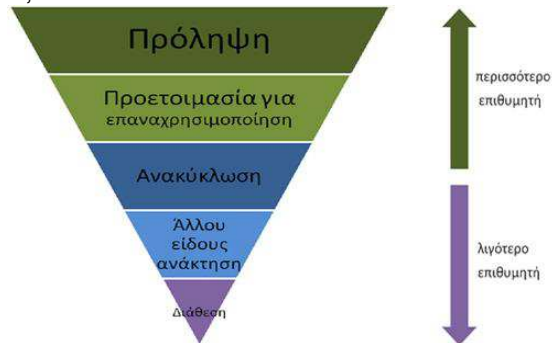 Πρόληψη
Προετοιμασία για
επαναχρησιμοποίηση
Ανακύκλωση
Άλλου
είδους
ανάκτηση
Διάθεση
περισσότερο
επιθυμητή
λιγότερο
επιθυμητή